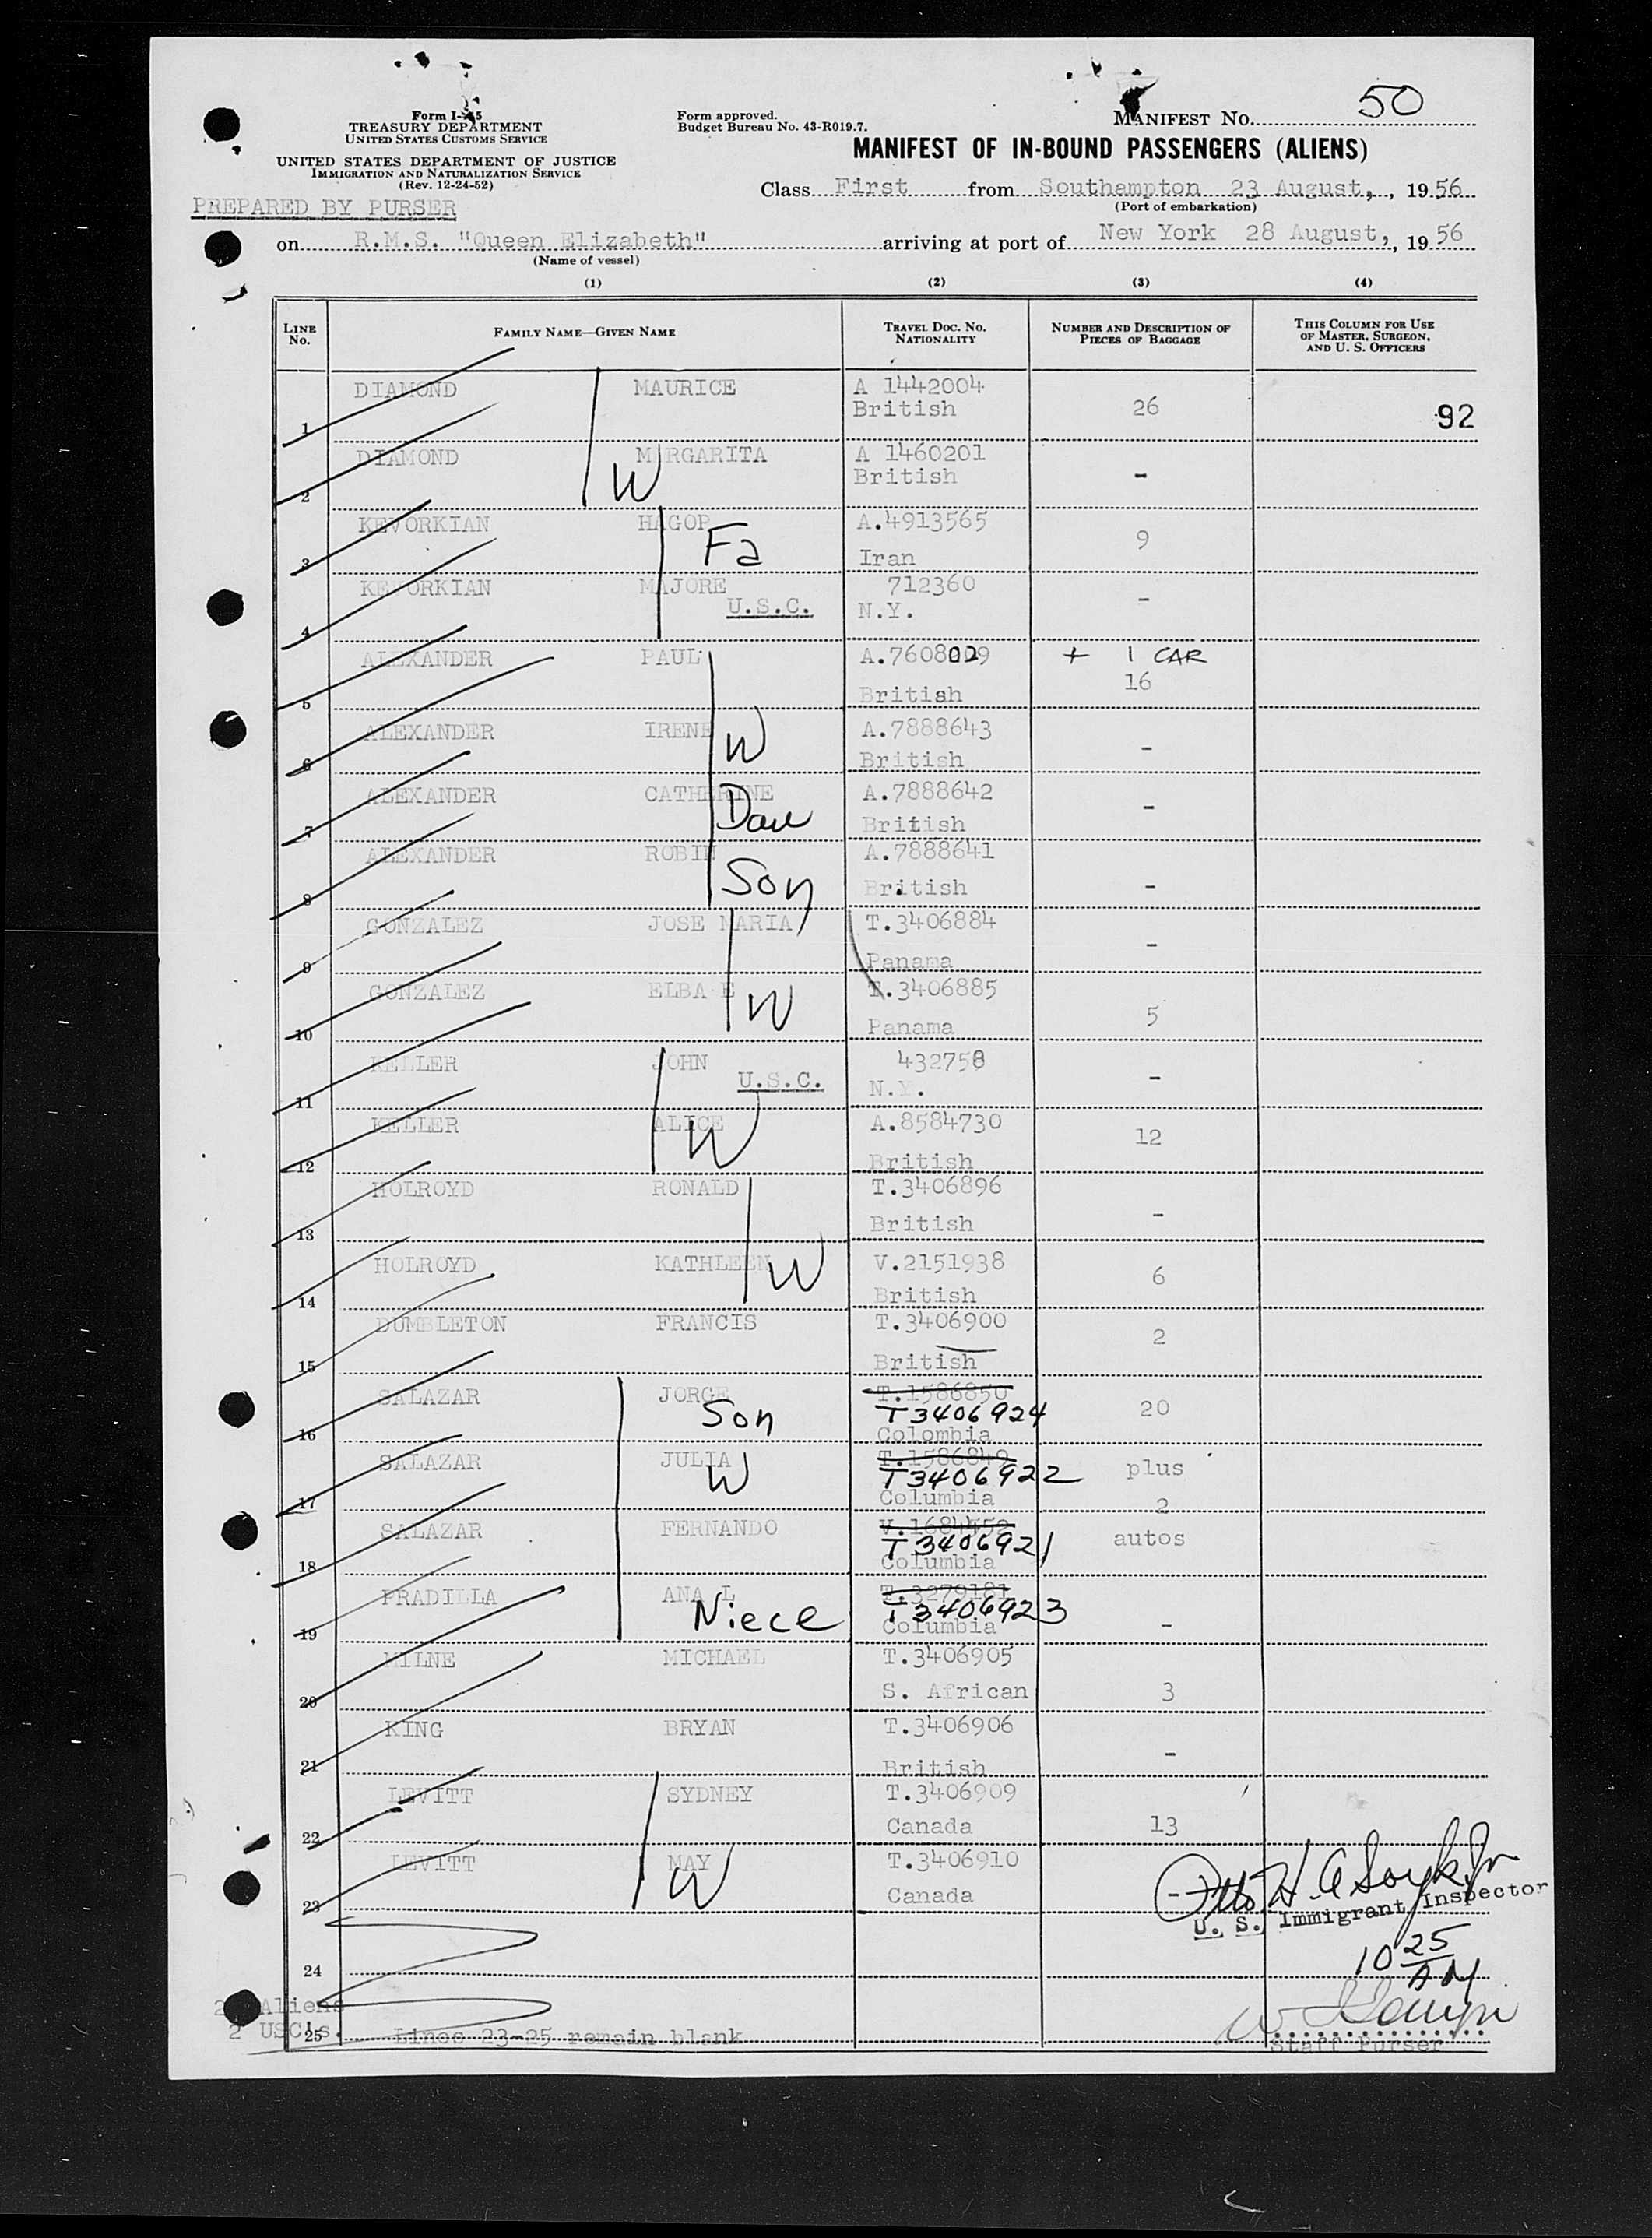 Form I-
TREASURY DEPARTMENT
UNITED STATES CUSTOMS SERVICE
UNITED STATES DEPARTMENT OF JUSTICE
IMMIGRATION AND NATURALIZATION SERVICE
(Rev. 12-24-52)
PREPARED BY PURSER
Form approved.
Budget Bureau No. 43-R019.7.
MANIFEST No. 50
MANIFEST OF IN-BOUND PASSENGERS (ALIENS)
Class First from Southampton 23 August, , 1956
(Port of embarkation)
on R.M.S. "Queen Elizabeth" arriving at port of New York 28 August, , 1956
(Name of vessel)
(1) (2) (3) (4)
LINE No. FAMILY NAME—GIVEN NAME TRAVEL DOC. No. NATIONALITY NUMBER AND DESCRIPTION OF PIECES OF BAGGAGE THIS COLUMN FOR USE OF MASTER, SURGEON, AND U. S. OFFICERS
1 DIAMOND MAURICE A 1442004 British 26 92
2 DIAMOND MARGARITA W A 1460201 British -
3 KEVORKIAN HAGOP Fa A.4913565 Iran 9
4 KEVORKIAN MAJORE U.S.C. 712360 N.Y. -
5 ALEXANDER PAUL A.7608029 British + 1 CAR 16
6 ALEXANDER IRENE W A.7888643 British -
7 ALEXANDER CATHERINE Dau A.7888642 British -
8 ALEXANDER ROBIN Son A.7888641 British -
9 GONZALEZ JOSE MARIA T.3406884 Panama -
10 GONZALEZ ELBA E W T.3406885 Panama 5
11 KELLER JOHN U.S.C. 432758 N.Y. -
12 KELLER ALICE W A.8584730 British 12
13 HOLROYD RONALD T.3406896 British -
14 HOLROYD KATHLEEN W V.2151938 British 6
15 DUMBLETON FRANCIS T.3406900 British 2
16 SALAZAR JORGE Son T.1586850 T3406924 Colombia 20
17 SALAZAR JULIA W T.1586849 T3406922 Columbia plus 2
18 SALAZAR FERNANDO T3406921 Columbia autos
19 PRADILLA ANA L Niece T.3279181 T3406923 Columbia -
20 MILNE MICHAEL T.3406905 S. African 3
21 KING BRYAN T.3406906 British -
22 LEVITT SYDNEY T.3406909 Canada 13
23 LEVITT MAY W T.3406910 Canada -
U. S. Immigrant Inspector
24 10 25 AM
Aliens
2 USC's.
25 Lines 23-25 remain blank
Staff Purser